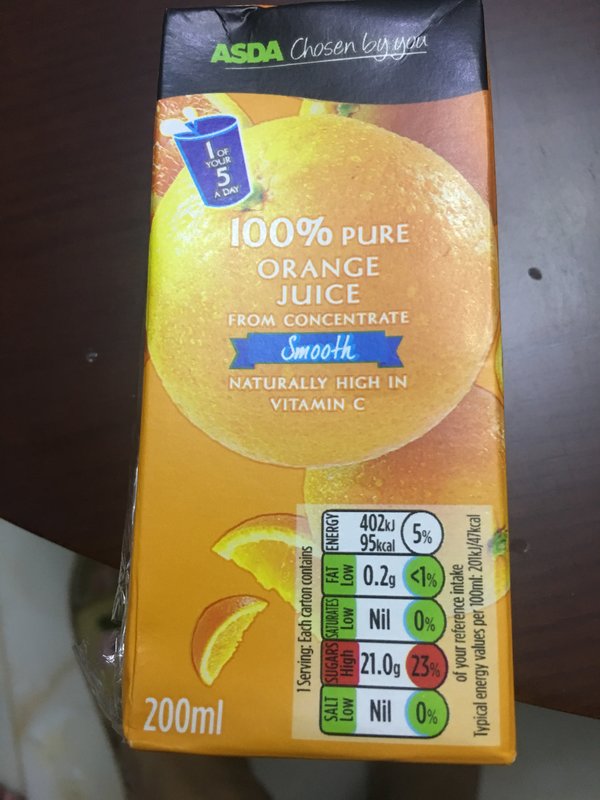 ASDA Chosen by you
1 OF
YOUR
5
A DAY
100% PURE
ORANGE
JUICE
FROM CONCENTRATE
Smooth
NATURALLY HIGH IN
VITAMIN C
1 Serving: Each carton contains
ENERGY 402kJ 95kcal 5%
FAT Low 0.2g <1%
SATURATES Low Nil 0%
SUGARS High 21.0g 23%
SALT Low Nil 0%
of your reference intake
Typical energy values per 100ml: 201kJ/47kcal
200ml